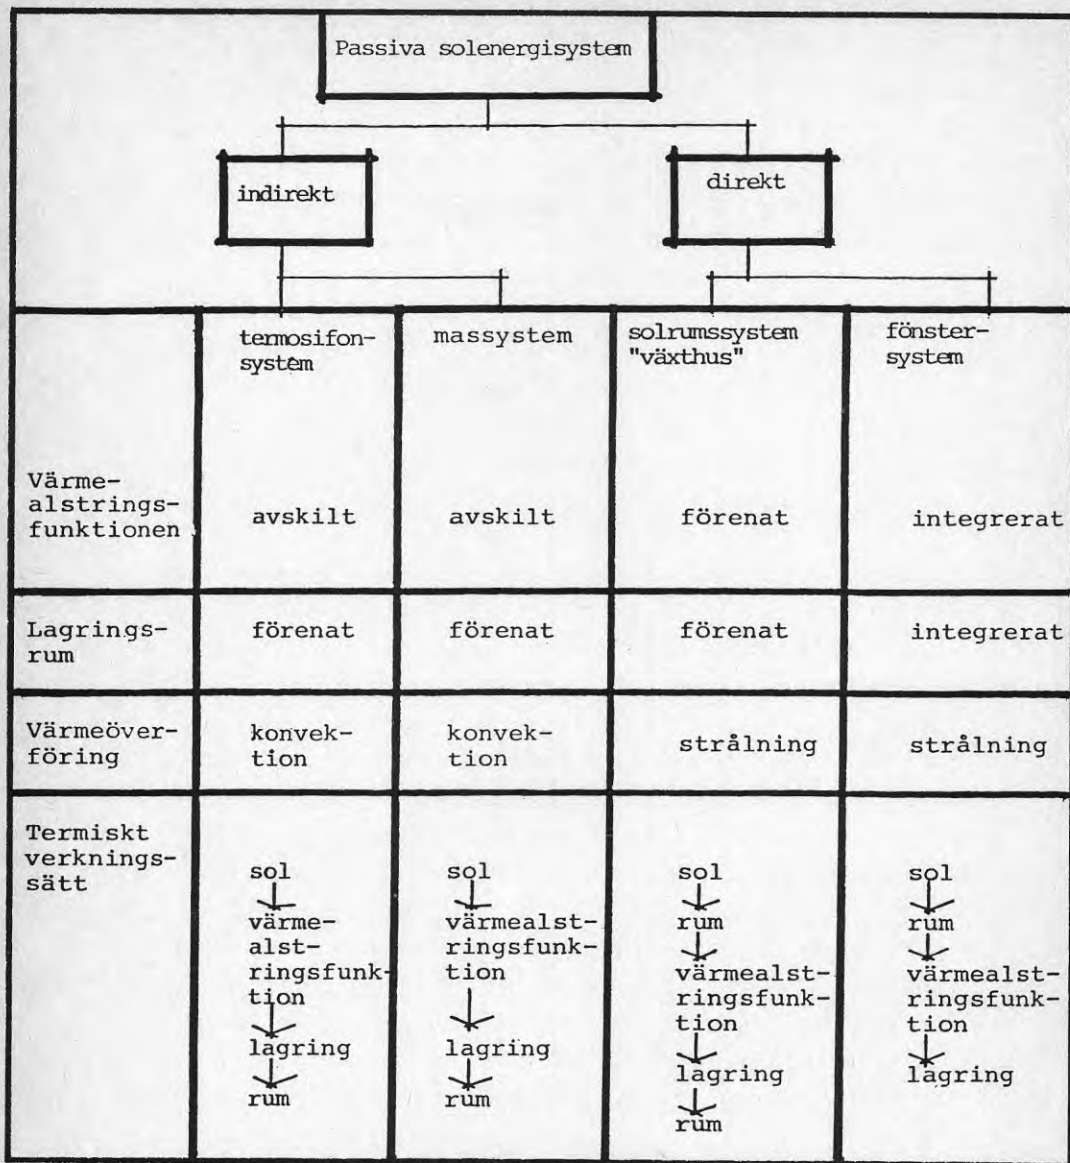 Passiva solenergisystem
indirekt
direkt
termosifon-
system
massystem
solrumssystem
"växthus"
fönster-
system
Värme-
alstrings-
funktionen
avskilt
avskilt
förenat
integrerat
Lagrings-
rum
förenat
förenat
förenat
integrerat
Värmeöver-
föring
konvek-
tion
konvek-
tion
strålning
strålning
Termiskt
verknings-
sätt
sol
värme-
alst-
ringsfunk-
tion
lagring
rum
sol
värmealst-
ringsfunk-
tion
lagring
rum
sol
rum
värmealst-
ringsfunk-
tion
lagring
rum
sol
rum
värmealst-
ringsfunk-
tion
lagring